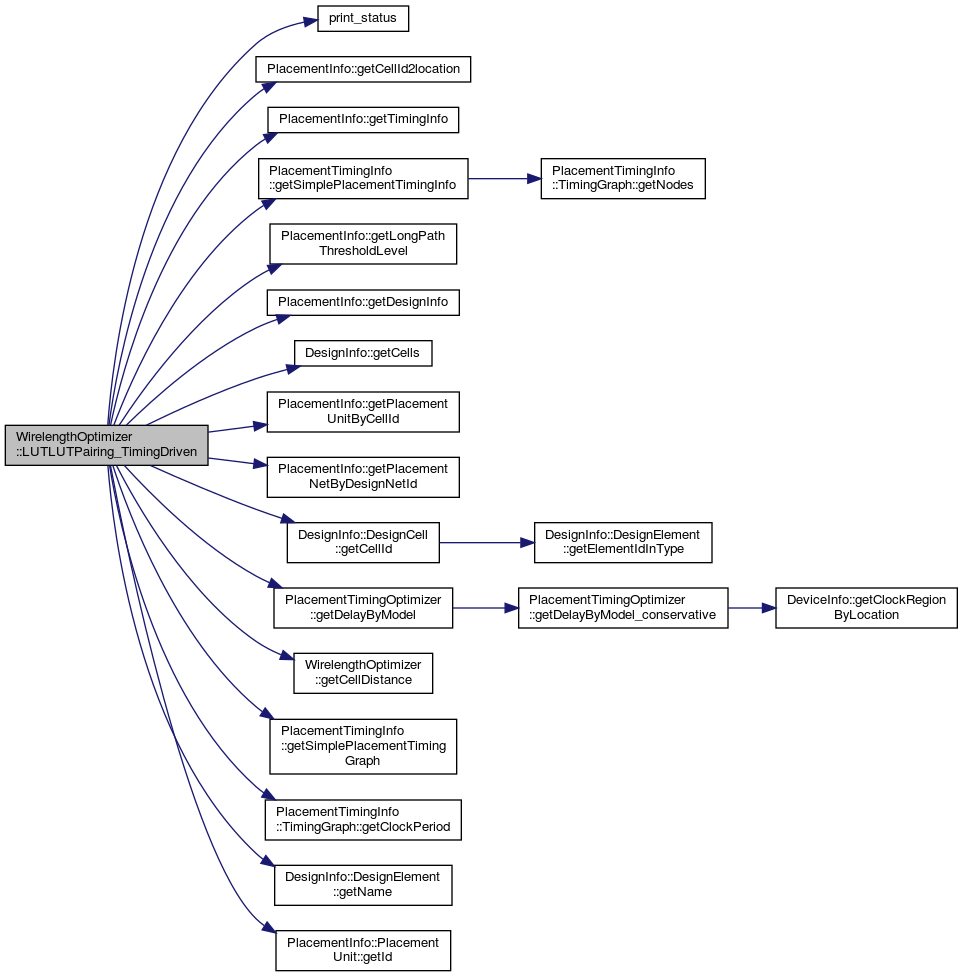 print_status
PlacementInfo::getCellId2location
PlacementInfo::getTimingInfo
PlacementTimingInfo
::getSimplePlacementTimingInfo
PlacementTimingInfo
::TimingGraph::getNodes
PlacementInfo::getLongPath
ThresholdLevel
PlacementInfo::getDesignInfo
DesignInfo::getCells
PlacementInfo::getPlacement
UnitByCellId
WirelengthOptimizer
::LUTLUTPairing_TimingDriven
PlacementInfo::getPlacement
NetByDesignNetId
DesignInfo::DesignCell
::getCellId
DesignInfo::DesignElement
::getElementIdInType
PlacementTimingOptimizer
::getDelayByModel
PlacementTimingOptimizer
::getDelayByModel_conservative
DeviceInfo::getClockRegion
ByLocation
WirelengthOptimizer
::getCellDistance
PlacementTimingInfo
::getSimplePlacementTiming
Graph
PlacementTimingInfo
::TimingGraph::getClockPeriod
DesignInfo::DesignElement
::getName
PlacementInfo::Placement
Unit::getId